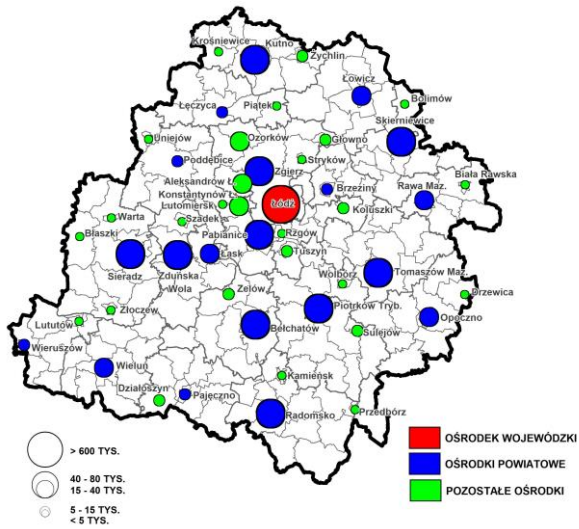 Krośniewice
Kutno
Żychlin
Łowicz
Bolimów
Łęczyca
Piątek
Skierniewice
Uniejów
Ozorków
Głowno
Poddębice
Zgierz
Stryków
Biała Rawska
Aleksandrów Ł.
Brzeziny
Rawa Maz.
Konstantynów Ł.
Łódź
Lutomiersk
Koluszki
Warta
Szadek
Błaszki
Pabianice
Rzgów
Tuszyn
Sieradz
Zduńska
Wola
Łask
Wolbórz
Tomaszów Maz.
Zelów
Drzewica
Złoczew
Piotrków Tryb.
Opoczno
Lututów
Bełchatów
Sulejów
Wieruszów
Wieluń
Kamieńsk
Działoszyn
Pajęczno
Radomsko
Przedbórz
> 600 TYS.
40 - 80 TYS.
15 - 40 TYS.
5 - 15 TYS.
< 5 TYS.
OŚRODEK WOJEWÓDZKI
OŚRODKI POWIATOWE
POZOSTAŁE OŚRODKI